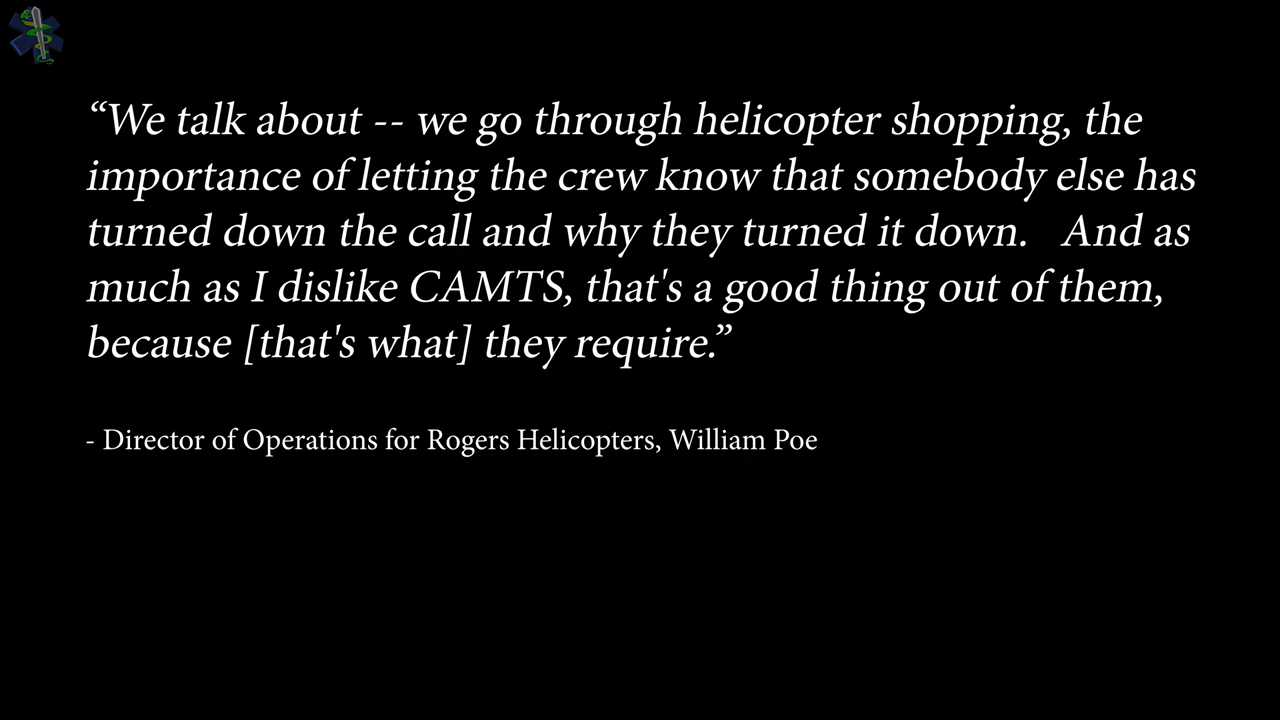 “We talk about -- we go through helicopter shopping, the
importance of letting the crew know that somebody else has
turned down the call and why they turned it down.   And as
much as I dislike CAMTS, that's a good thing out of them,
because [that's what] they require.”
- Director of Operations for Rogers Helicopters, William Poe